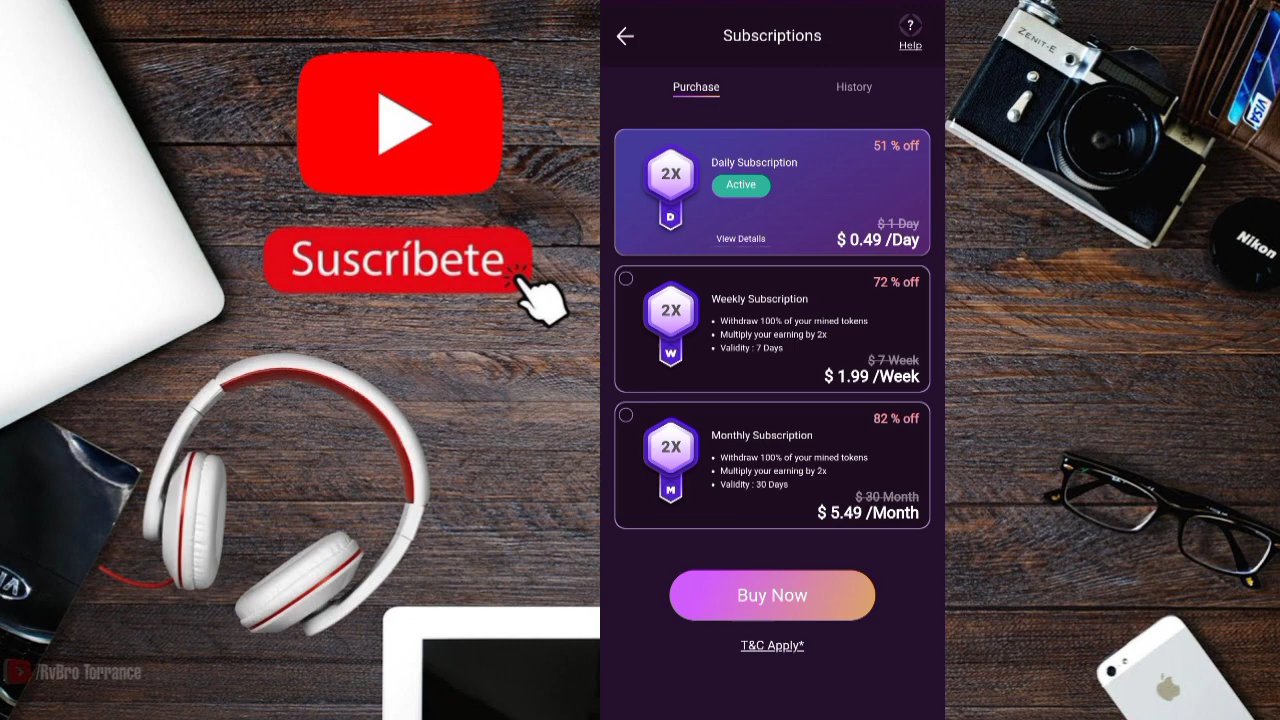 Suscríbete
/RvBro Torrance
Subscriptions
?
Help
Purchase
History
51 % off
2X
D
Daily Subscription
Active
View Details
$ 1 Day
$ 0.49 /Day
72 % off
2X
W
Weekly Subscription
• Withdraw 100% of your mined tokens
• Multiply your earning by 2x
• Validity : 7 Days
$ 7 Week
$ 1.99 /Week
82 % off
2X
M
Monthly Subscription
• Withdraw 100% of your mined tokens
• Multiply your earning by 2x
• Validity : 30 Days
$ 30 Month
$ 5.49 /Month
Buy Now
T&C Apply*
ZENIT-E
VISA
Nikon